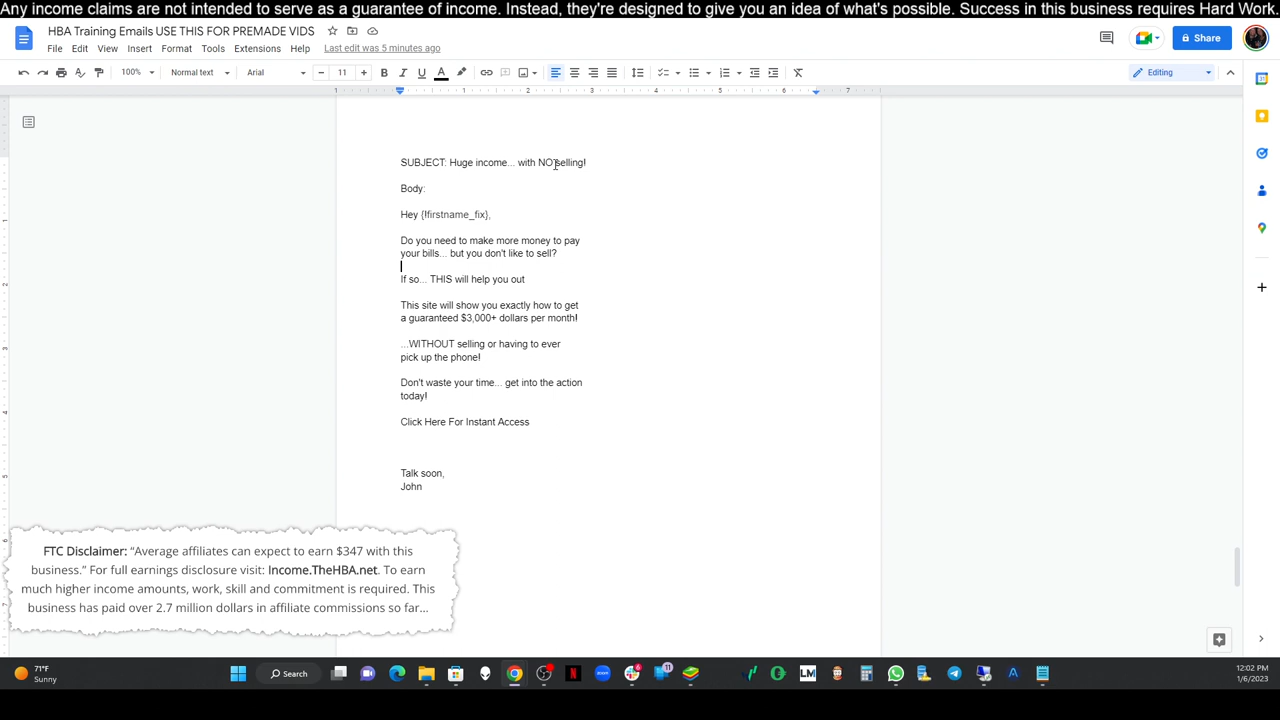 Any income claims are not intended to serve as a guarantee of income. Instead, they're designed to give you an idea of what's possible. Success in this business requires Hard Work.
HBA Training Emails USE THIS FOR PREMADE VIDS
File Edit View Insert Format Tools Extensions Help Last edit was 5 minutes ago
Share
100% Normal text Arial 11 Editing
1 1 2 3 4 5 6 7
SUBJECT: Huge income... with NO selling!
Body:
Hey {!firstname_fix},
Do you need to make more money to pay
your bills... but you don't like to sell?
If so... THIS will help you out
This site will show you exactly how to get
a guaranteed $3,000+ dollars per month!
...WITHOUT selling or having to ever
pick up the phone!
Don't waste your time... get into the action
today!
Click Here For Instant Access
Talk soon,
John
FTC Disclaimer: “Average affiliates can expect to earn $347 with this
business.” For full earnings disclosure visit: Income.TheHBA.net. To earn
much higher income amounts, work, skill and commitment is required. This
business has paid over 2.7 million dollars in affiliate commissions so far...
71°F
Sunny
Search
12:02 PM
1/6/2023